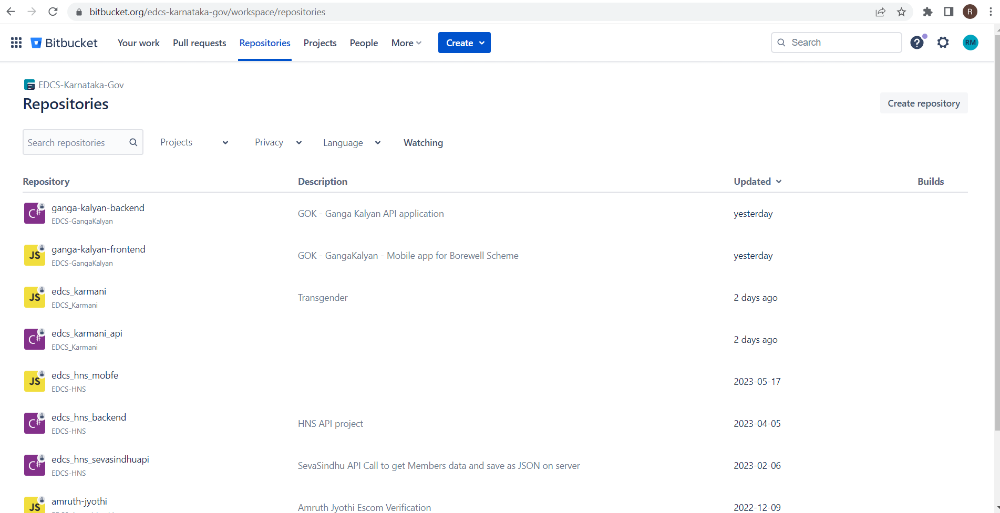 bitbucket.org/edcs-karnataka-gov/workspace/repositories
R
Bitbucket Your work Pull requests Repositories Projects People More Create Search ? RM
EDCS-Karnataka-Gov
Repositories
Create repository
Search repositories Projects Privacy Language Watching
Repository Description Updated Builds
C# ganga-kalyan-backend
EDCS-GangaKalyan
GOK - Ganga Kalyan API application
yesterday
JS ganga-kalyan-frontend
EDCS-GangaKalyan
GOK - GangaKalyan - Mobile app for Borewell Scheme
yesterday
JS edcs_karmani
EDCS_Karmani
Transgender
2 days ago
C# edcs_karmani_api
EDCS_Karmani
2 days ago
JS edcs_hns_mobfe
EDCS-HNS
2023-05-17
C# edcs_hns_backend
EDCS-HNS
HNS API project
2023-04-05
C# edcs_hns_sevasindhuapi
EDCS-HNS
SevaSindhu API Call to get Members data and save as JSON on server
2023-02-06
JS amruth-jyothi
Amruth Jyothi Escom Verification
2022-12-09